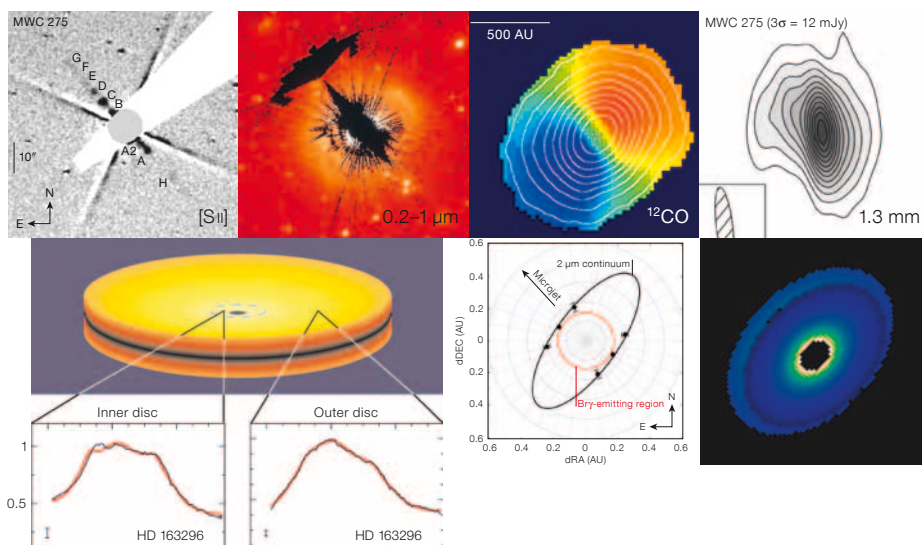 MWC 275
G
F
E
D
C
B
A2
A
H
10″
N
E
[S II]
0.2–1 µm
500 AU
¹²CO
MWC 275 (3σ = 12 mJy)
1.3 mm
Inner disc
Outer disc
1
0.5
HD 163296
HD 163296
0.6
0.4
0.2
0
0.2
0.4
0.6
dDEC (AU)
2 µm continuum
Microjet
Brγ-emitting region
N
E
0.6 0.4 0.2 0 0.2 0.4 0.6
dRA (AU)